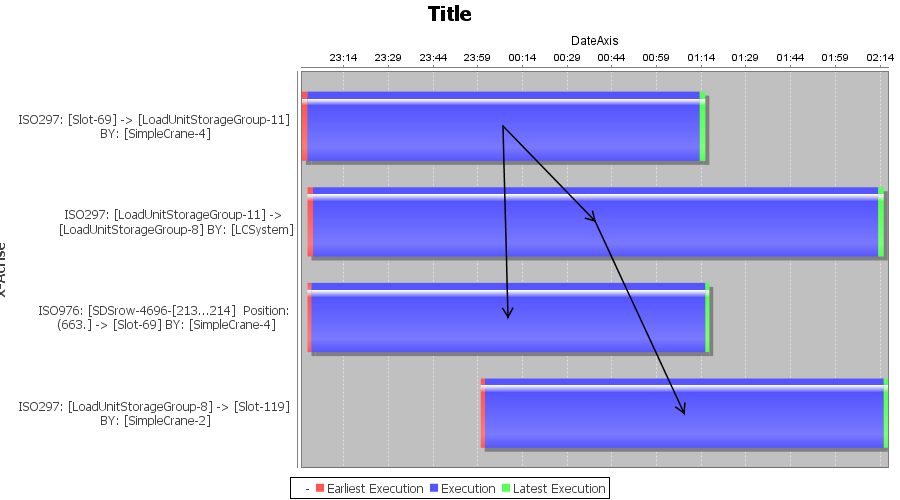 Title
DateAxis
23:14 23:29 23:44 23:59 00:14 00:29 00:44 00:59 01:14 01:29 01:44 01:59 02:14
ISO297: [Slot-69] -> [LoadUnitStorageGroup-11]
BY: [SimpleCrane-4]
ISO297: [LoadUnitStorageGroup-11] ->
[LoadUnitStorageGroup-8] BY: [LCSystem]
ISO976: [SDSrow-4696-[213...214] Position:
(663.] -> [Slot-69] BY: [SimpleCrane-4]
ISO297: [LoadUnitStorageGroup-8] -> [Slot-119]
BY: [SimpleCrane-2]
- Earliest Execution Execution Latest Execution